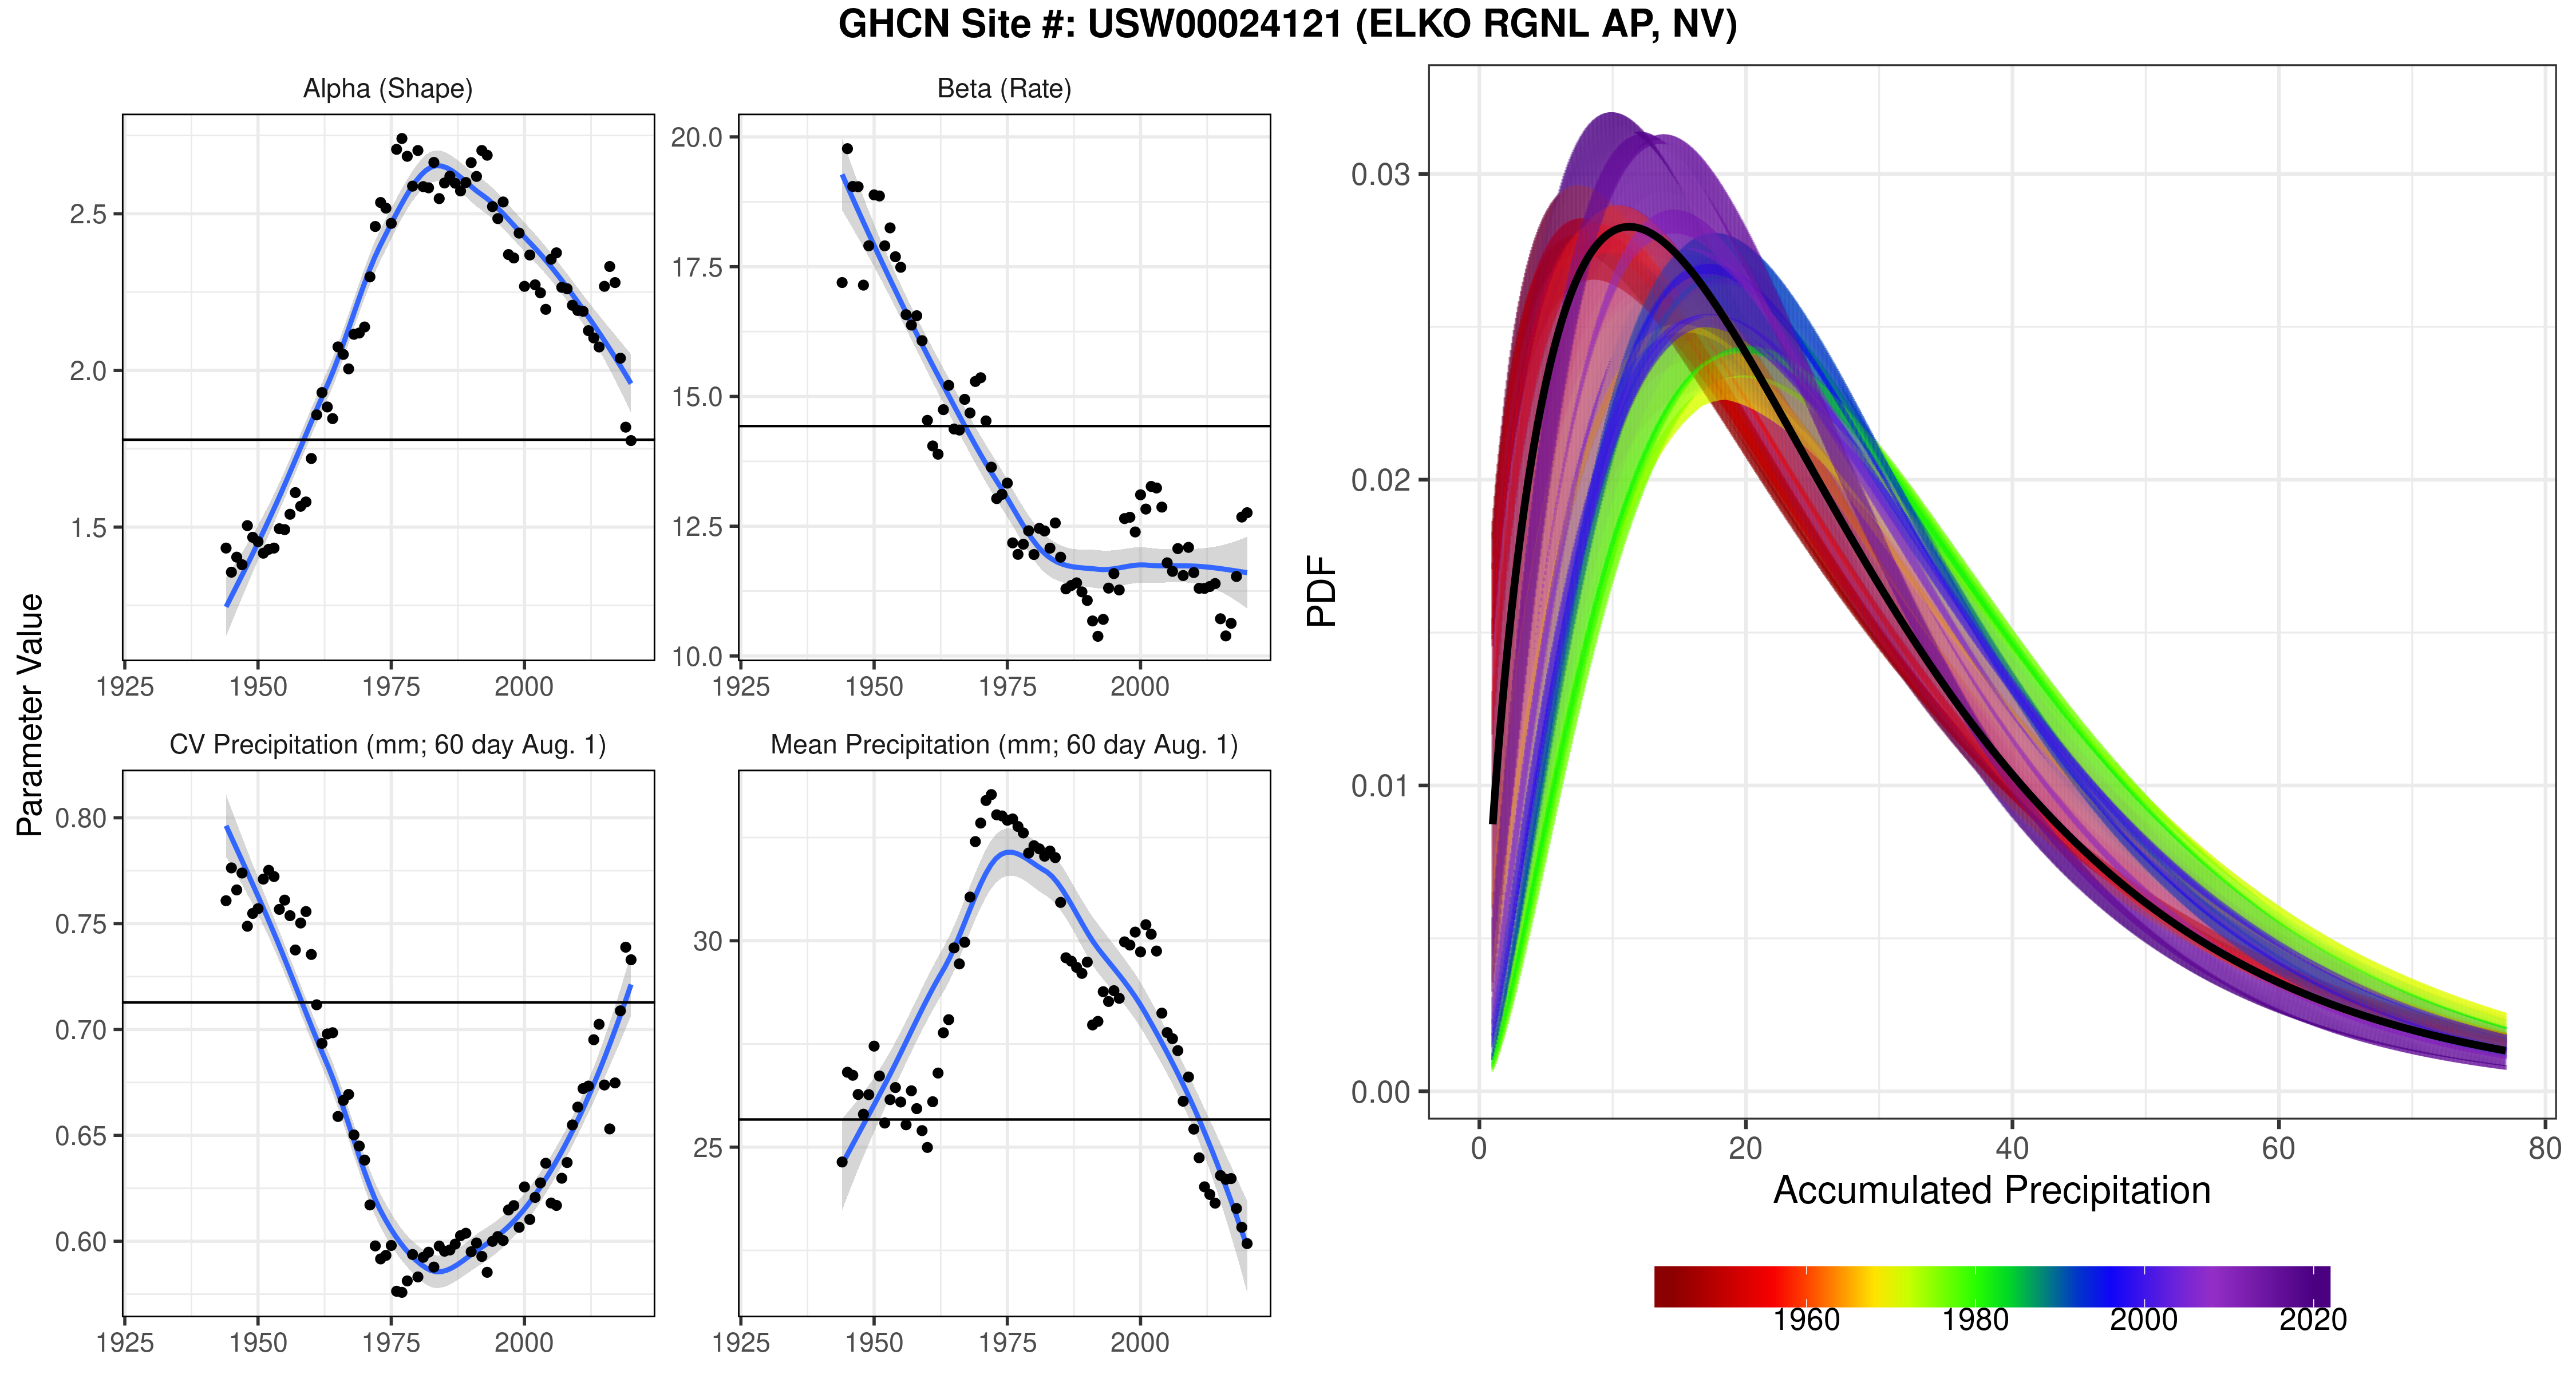 GHCN Site #: USW00024121 (ELKO RGNL AP, NV)
Parameter Value
Alpha (Shape)
2.5
2.0
1.5
1925 1950 1975 2000
Beta (Rate)
20.0
17.5
15.0
12.5
10.0
1925 1950 1975 2000
CV Precipitation (mm; 60 day Aug. 1)
0.80
0.75
0.70
0.65
0.60
1925 1950 1975 2000
Mean Precipitation (mm; 60 day Aug. 1)
30
25
1925 1950 1975 2000
PDF
0.03
0.02
0.01
0.00
0 20 40 60 80
Accumulated Precipitation
1960 1980 2000 2020